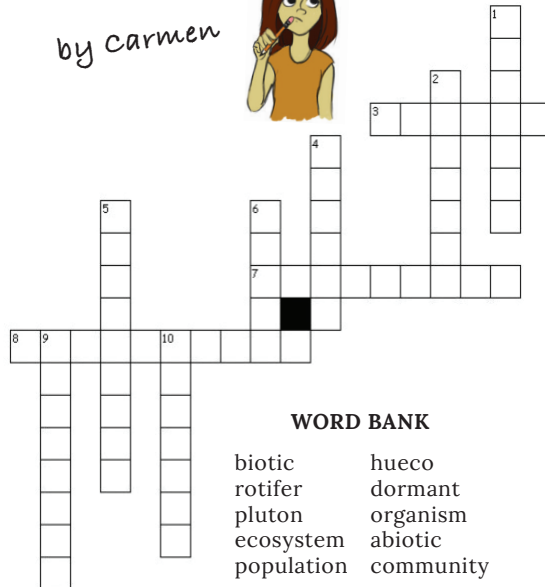 by Carmen
1
2
3
4
5
6
7
8
9
10
WORD BANK
biotic hueco
rotifer dormant
pluton organism
ecosystem abiotic
population community